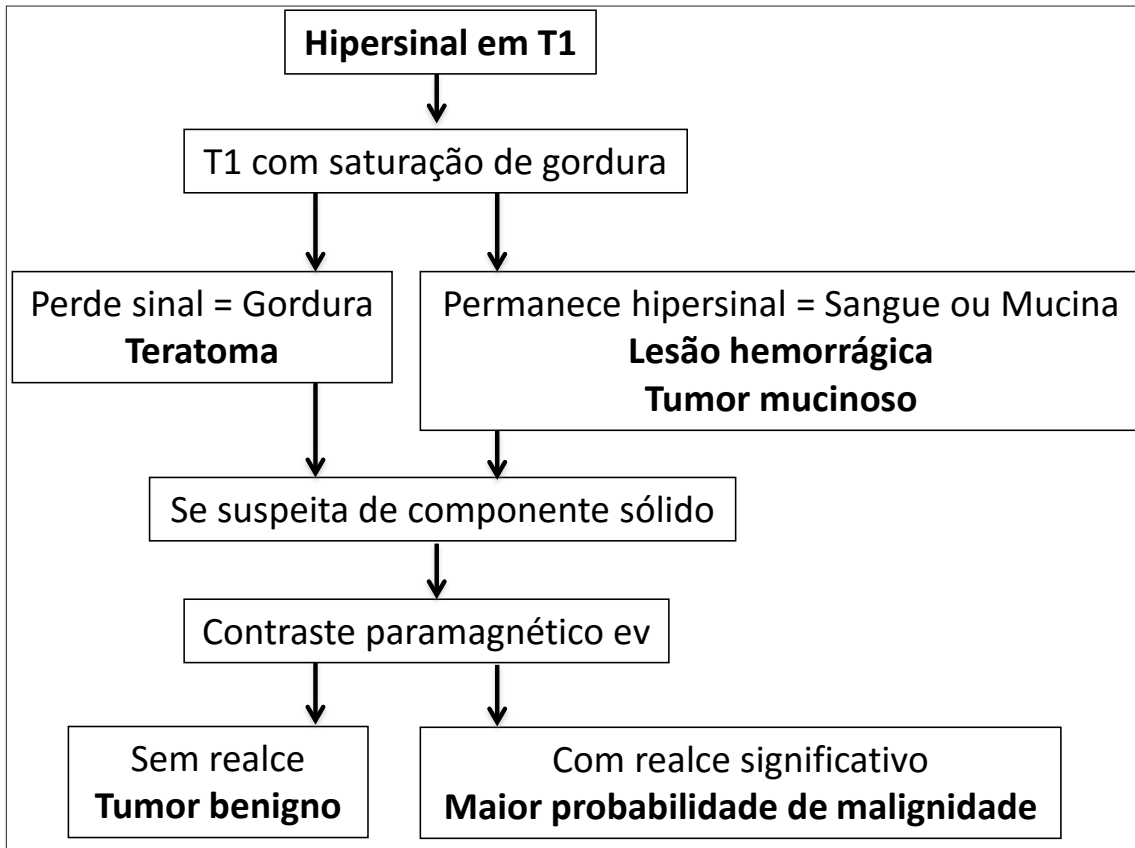 Hipersinal em T1
T1 com saturação de gordura
Perde sinal = Gordura
Teratoma
Permanece hipersinal = Sangue ou Mucina
Lesão hemorrágica
Tumor mucinoso
Se suspeita de componente sólido
Contraste paramagnético ev
Sem realce
Tumor benigno
Com realce significativo
Maior probabilidade de malignidade